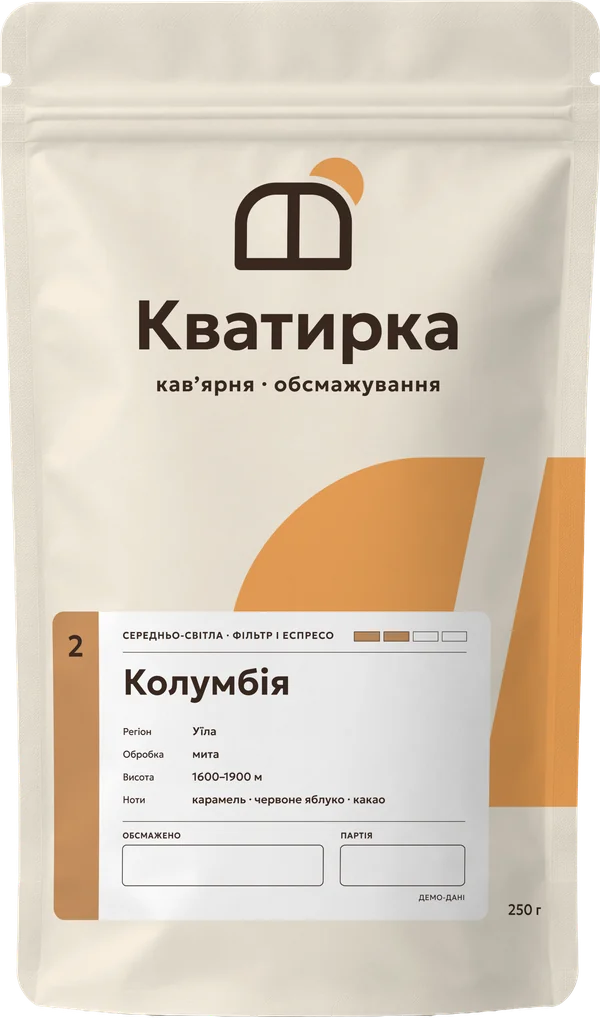 Кватирка
кав’ярня · обсмажування
2
СЕРЕДНЬО-СВІТЛА · ФІЛЬТР І ЕСПРЕСО
Колумбія
Регіон Уїла
Обробка мита
Висота 1600–1900 м
Ноти карамель · червоне яблуко · какао
ОБСМАЖЕНО ПАРТІЯ
ДЕМО-ДАНІ
250 г